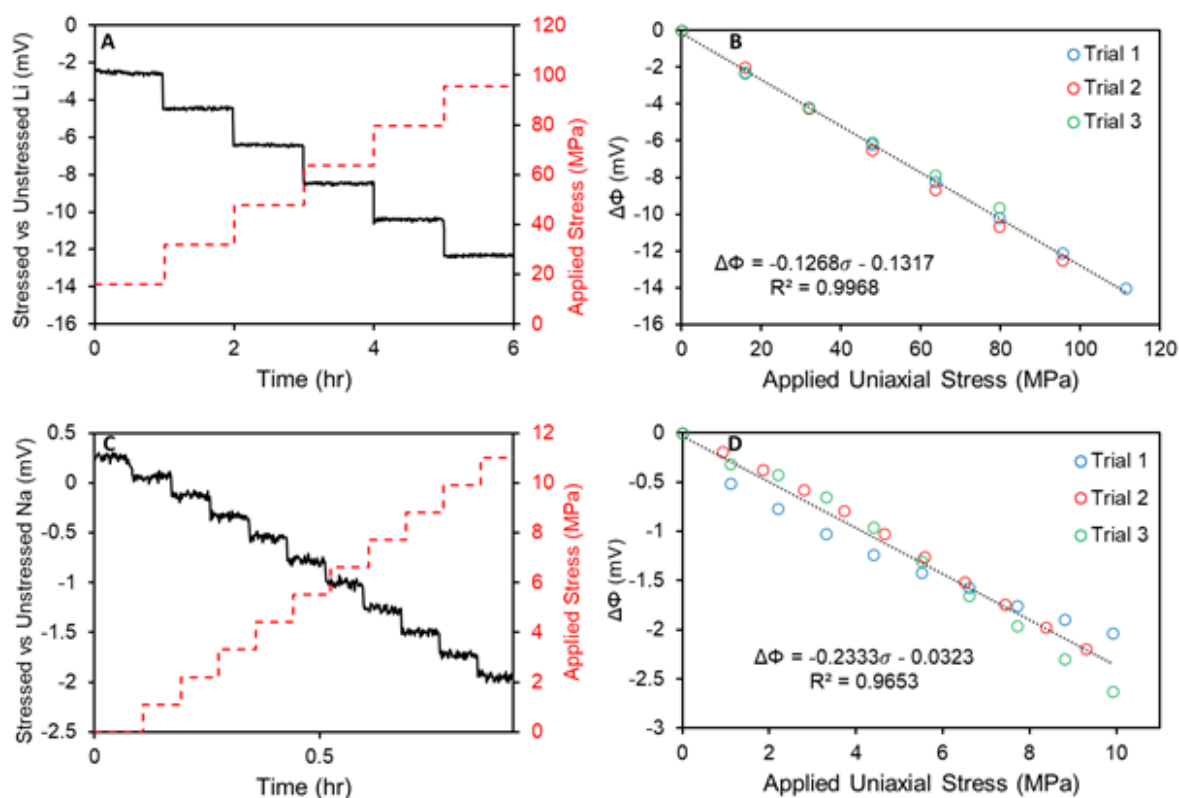 A
Stressed vs Unstressed Li (mV)
0
-2
-4
-6
-8
-10
-12
-14
-16
0 2 4 6
Time (hr)
120
100
80
60
40
20
0
Applied Stress (MPa)
B
ΔΦ (mV)
0
-2
-4
-6
-8
-10
-12
-14
-16
Trial 1
Trial 2
Trial 3
ΔΦ = -0.1268σ - 0.1317
R² = 0.9968
0 20 40 60 80 100 120
Applied Uniaxial Stress (MPa)
C
Stressed vs Unstressed Na (mV)
0.5
0
-0.5
-1
-1.5
-2
-2.5
0.5
Time (hr)
12
10
8
6
4
2
0
Applied Stress (MPa)
D
ΔΦ (mV)
0
-0.5
-1
-1.5
-2
-2.5
-3
Trial 1
Trial 2
Trial 3
ΔΦ = -0.2333σ - 0.0323
R² = 0.9653
0 2 4 6 8 10
Applied Uniaxial Stress (MPa)